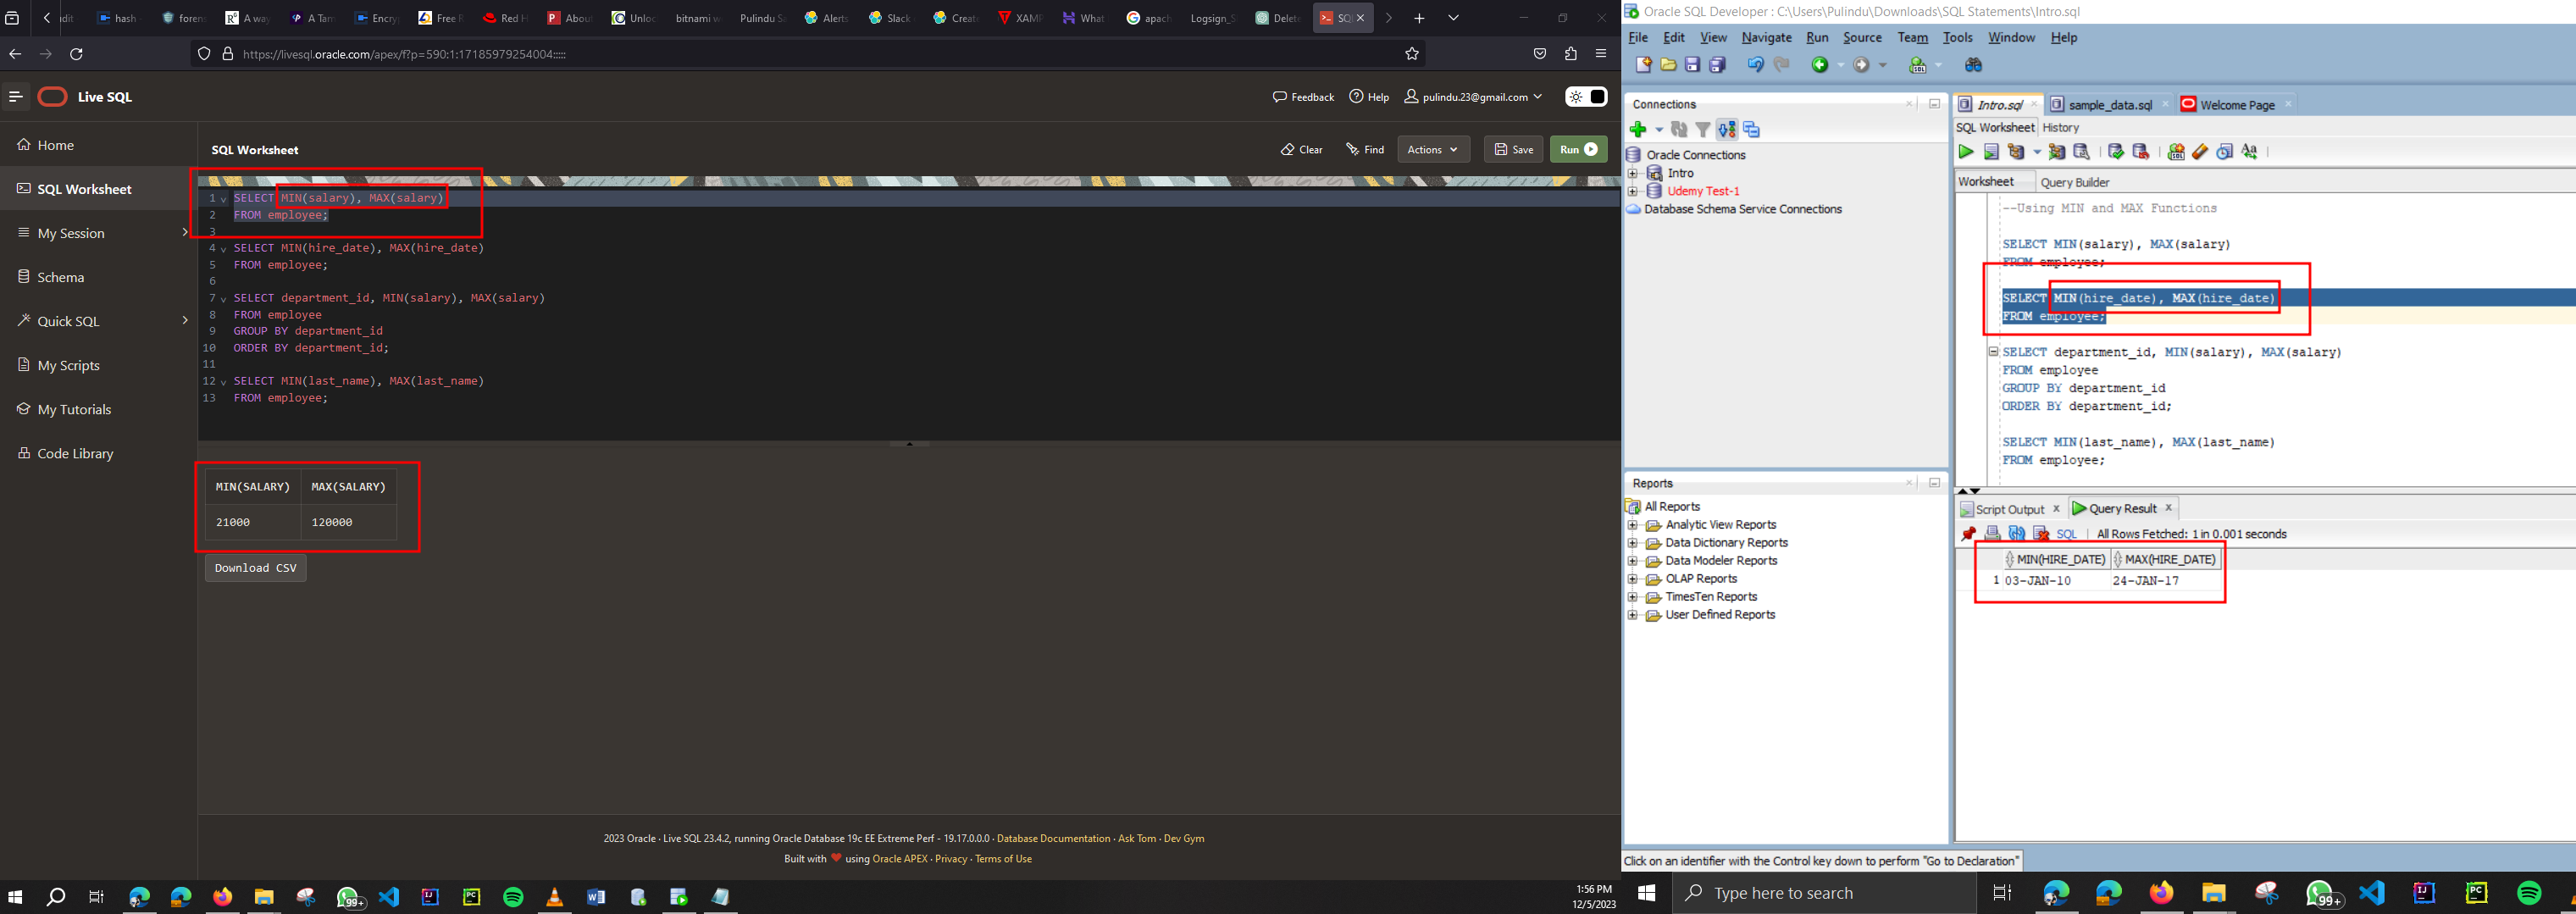 hash
foren
A way
A Tam
Encryp
Free R
Red H
About
Unloc
bitnami w
Pulindu Sa
Alerts
Slack
Create
XAMP
What
apach
Logsign_S
Delete
SQL
https://livesql.oracle.com/apex/f?p=590:1:17185979254004:::::
Live SQL
Feedback
Help
pulindu.23@gmail.com
Home
SQL Worksheet
My Session
Schema
Quick SQL
My Scripts
My Tutorials
Code Library
SQL Worksheet
Clear
Find
Actions
Save
Run
1 SELECT MIN(salary), MAX(salary)
2 FROM employee;
3
4 SELECT MIN(hire_date), MAX(hire_date)
5 FROM employee;
6
7 SELECT department_id, MIN(salary), MAX(salary)
8 FROM employee
9 GROUP BY department_id
10 ORDER BY department_id;
11
12 SELECT MIN(last_name), MAX(last_name)
13 FROM employee;
MIN(SALARY) MAX(SALARY)
21000 120000
Download CSV
2023 Oracle · Live SQL 23.4.2, running Oracle Database 19c EE Extreme Perf - 19.17.0.0.0 · Database Documentation · Ask Tom · Dev Gym
Built with ❤ using Oracle APEX · Privacy · Terms of Use
99+
1:56 PM
12/5/2023
Oracle SQL Developer : C:\Users\Pulindu\Downloads\SQL Statements\Intro.sql
File Edit View Navigate Run Source Team Tools Window Help
Connections
Oracle Connections
Intro
Udemy Test-1
Database Schema Service Connections
Reports
All Reports
Analytic View Reports
Data Dictionary Reports
Data Modeler Reports
OLAP Reports
TimesTen Reports
User Defined Reports
Intro.sql
sample_data.sql
Welcome Page
SQL Worksheet History
Worksheet Query Builder
--Using MIN and MAX Functions
SELECT MIN(salary), MAX(salary)
FROM employee;
SELECT MIN(hire_date), MAX(hire_date)
FROM employee;
SELECT department_id, MIN(salary), MAX(salary)
FROM employee
GROUP BY department_id
ORDER BY department_id;
SELECT MIN(last_name), MAX(last_name)
FROM employee;
Script Output
Query Result
SQL | All Rows Fetched: 1 in 0.001 seconds
MIN(HIRE_DATE) MAX(HIRE_DATE)
1 03-JAN-10 24-JAN-17
Click on an identifier with the Control key down to perform "Go to Declaration"
Type here to search
99+